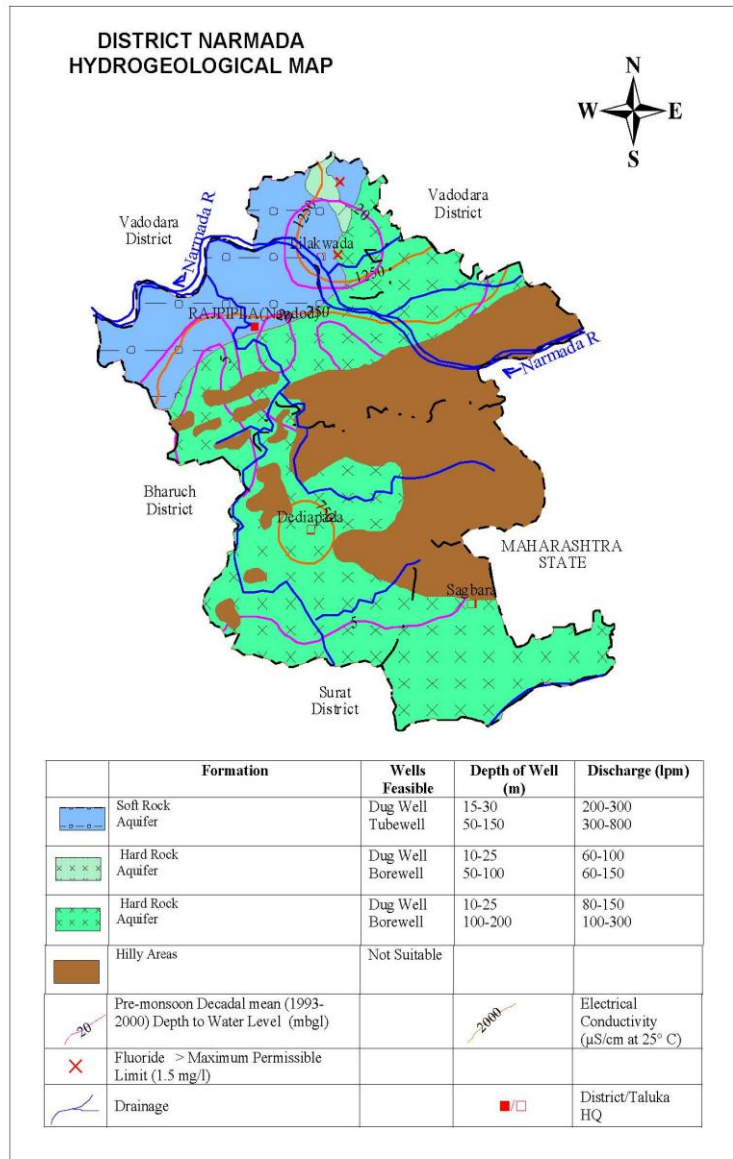 DISTRICT NARMADA
HYDROGEOLOGICAL MAP
N
W E
S
Vadodara
District
Vadodara
District
Narmada R
1250
20
Tilakwada
1250
RAJPIPLA(Nandod)
20
250
5
Narmada R
Bharuch
District
Dediapada
MAHARASHTRA
STATE
Sagbara
5
Surat
District
Formation Wells Feasible Depth of Well (m) Discharge (lpm)
Soft Rock Aquifer Dug Well 15-30 200-300
Tubewell 50-150 300-800
Hard Rock Aquifer Dug Well 10-25 60-100
Borewell 50-100 60-150
Hard Rock Aquifer Dug Well 10-25 80-150
Borewell 100-200 100-300
Hilly Areas Not Suitable
20 Pre-monsoon Decadal mean (1993-
2000) Depth to Water Level (mbgl)
2000 Electrical
Conductivity
(µS/cm at 25° C)
Fluoride > Maximum Permissible
Limit (1.5 mg/l)
Drainage
District/Taluka
HQ